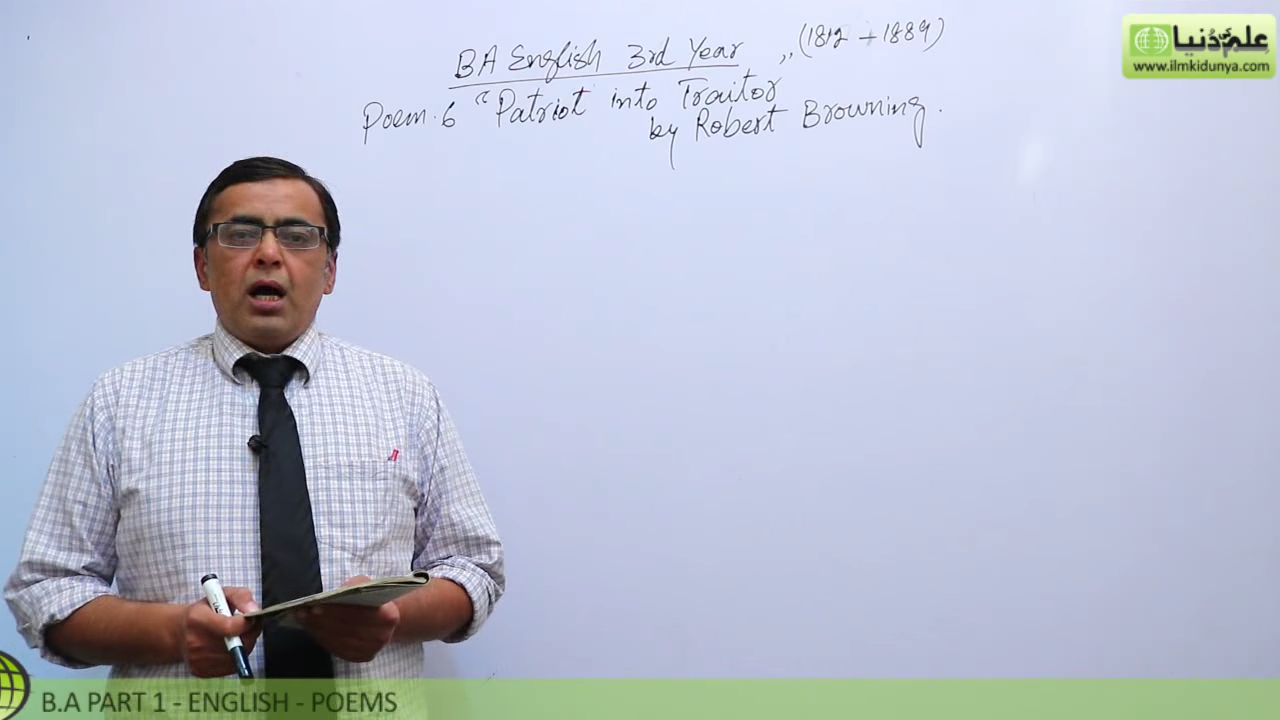 BA English 3rd Year ,, (1812 - 1889)
Poem. 6 " Patriot into Traitor
by Robert Browning.
علم کی دنیا
www.ilmkidunya.com
B.A PART 1 - ENGLISH - POEMS